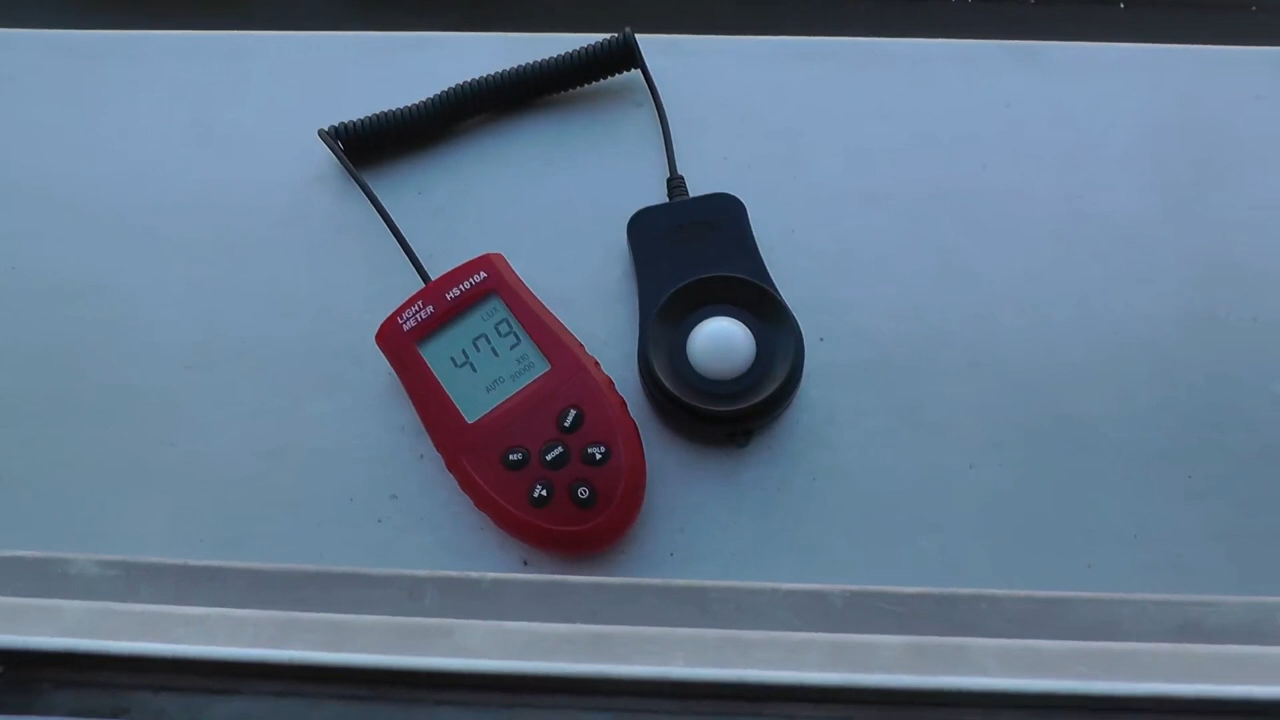 LIGHT
METER
HS1010A
LUX
479
X10
AUTO 20000
RANGE
REC
MODE
HOLD
MAX